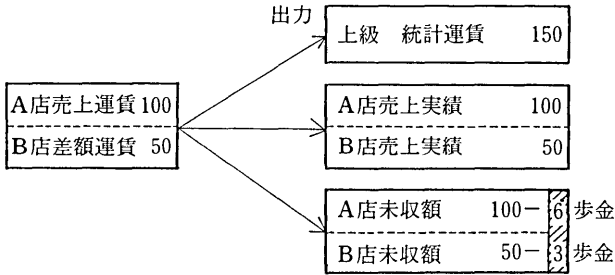 出力
上級 統計運賃 150
A店売上運賃 100
B店差額運賃 50
A店売上実績 100
B店売上実績 50
A店未収額 100－ 6 歩金
B店未収額 50－ 3 歩金